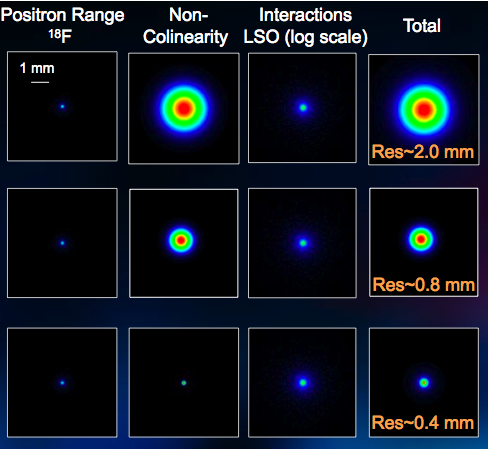 Positron Range
¹⁸F
Non-
Colinearity
Interactions
LSO (log scale)
Total
1 mm
Res~2.0 mm
Res~0.8 mm
Res~0.4 mm